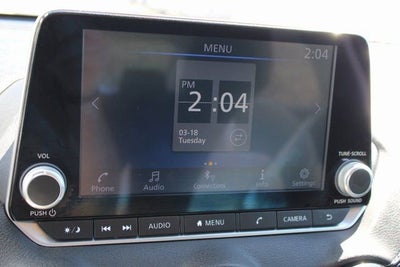 MENU
2:04
PM
2:04
03-18
Tuesday
VOL
TUNE•SCROLL
Phone
Audio
Connections
Info
Settings
PUSH
PUSH SOUND
AUDIO
MENU
CAMERA